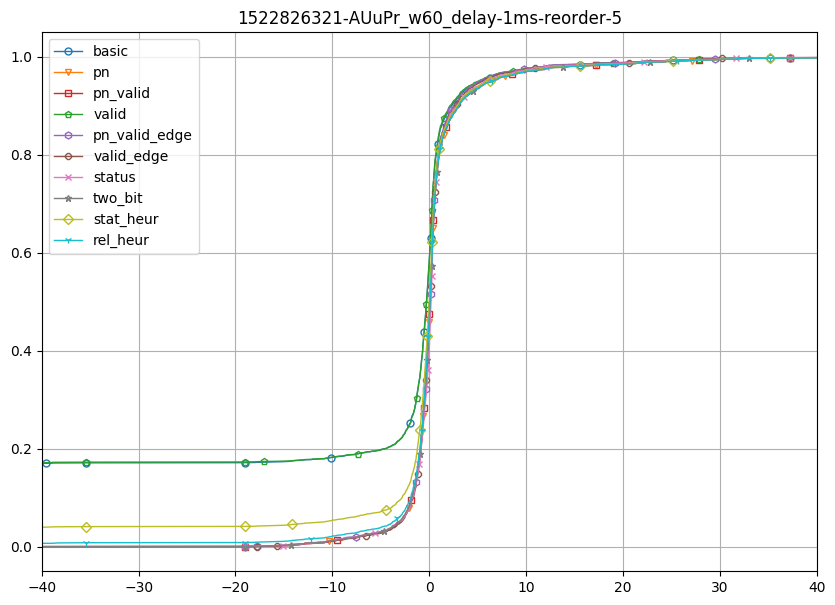 1522826321-AUuPr_w60_delay-1ms-reorder-5
basic
pn
pn_valid
valid
pn_valid_edge
valid_edge
status
two_bit
stat_heur
rel_heur
1.0
0.8
0.6
0.4
0.2
0.0
−40 −30 −20 −10 0 10 20 30 40